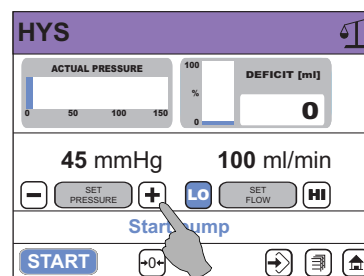 HYS
ACTUAL PRESSURE
0 50 100 150
100
%
0
DEFICIT [ml]
0
45 mmHg
100 ml/min
−
SET
PRESSURE
+
LO
SET
FLOW
HI
Start pump
START
→0←